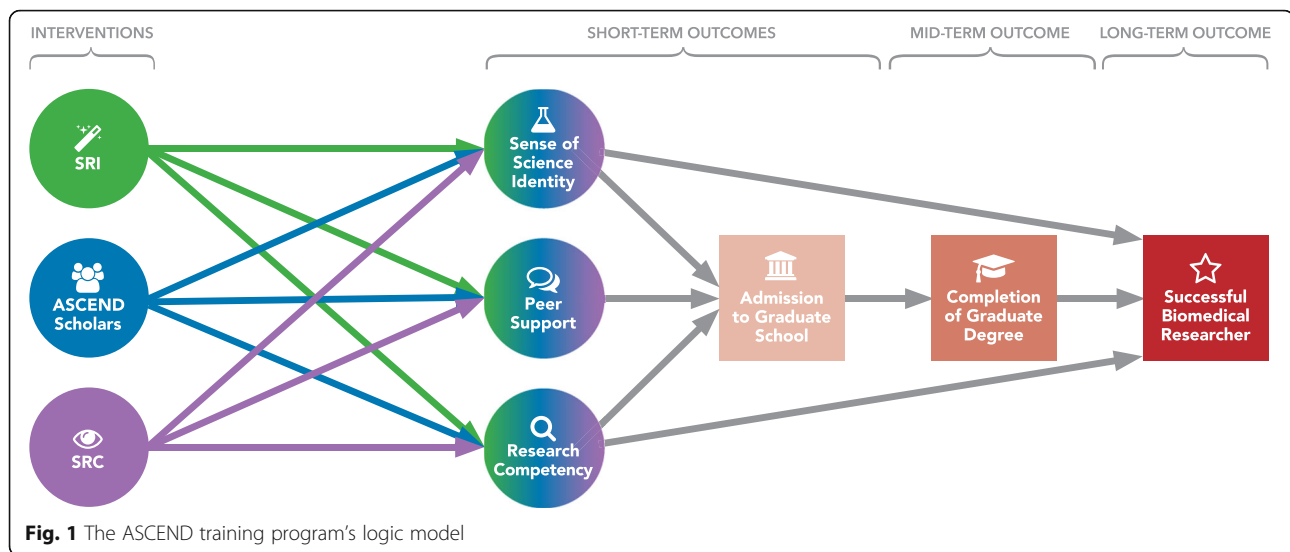 INTERVENTIONS
SHORT-TERM OUTCOMES
MID-TERM OUTCOME
LONG-TERM OUTCOME
SRI
ASCEND
Scholars
SRC
Sense of
Science
Identity
Peer
Support
Research
Competency
Admission
to Graduate
School
Completion
of Graduate
Degree
Successful
Biomedical
Researcher
Fig. 1 The ASCEND training program's logic model